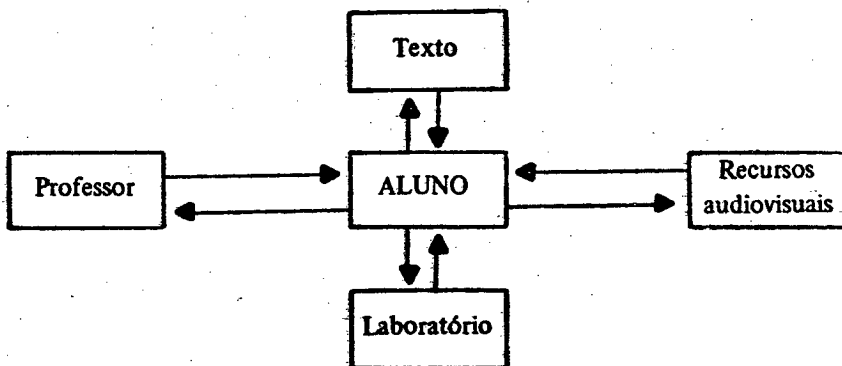 Texto
Professor
ALUNO
Recursos
audiovisuais
Laboratório